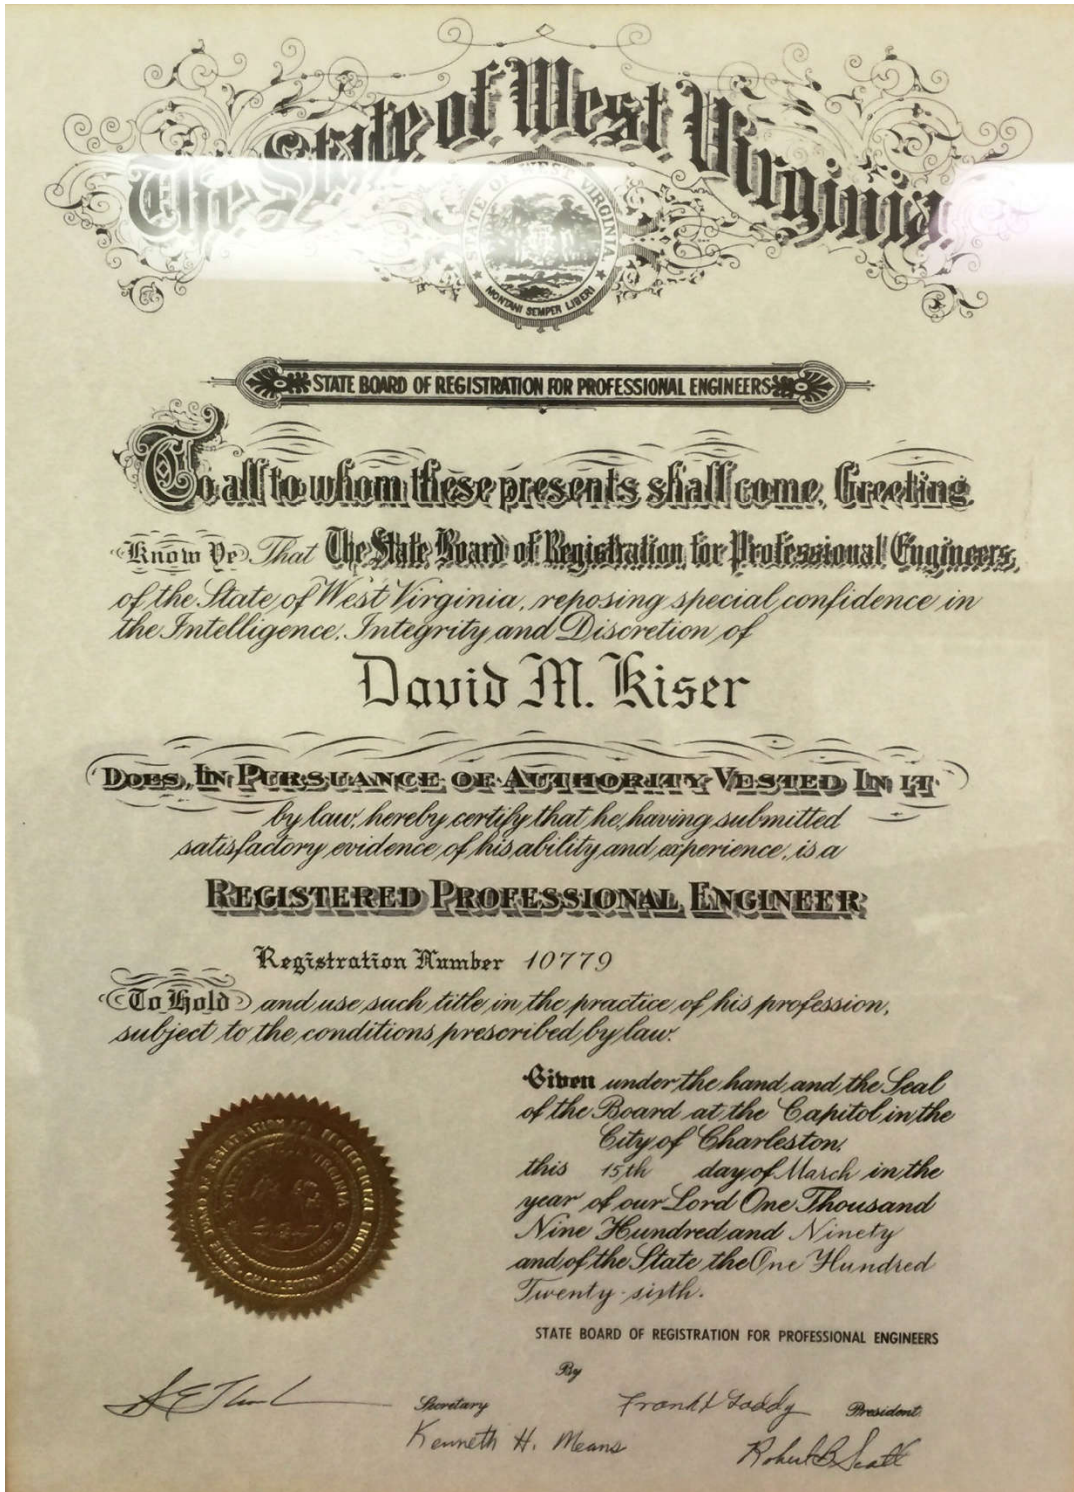 The State of West Virginia
STATE OF WEST VIRGINIA
MONTANI SEMPER LIBERI
STATE BOARD OF REGISTRATION FOR PROFESSIONAL ENGINEERS
To all to whom these presents shall come, Greeting
Know Ye, That The State Board of Registration for Professional Engineers,
of the State of West Virginia, reposing special confidence in
the Intelligence, Integrity and Discretion of
David M. Kiser
DOES, IN PURSUANCE OF AUTHORITY VESTED IN IT
by law, hereby certify that he, having submitted
satisfactory evidence of his ability and experience, is a
REGISTERED PROFESSIONAL ENGINEER
Registration Number 10779
To Hold and use such title in the practice of his profession,
subject to the conditions prescribed by law.
Given under the hand and the Seal
of the Board at the Capitol in the
City of Charleston,
this 15th day of March in the
year of our Lord One Thousand
Nine Hundred and Ninety
and of the State the One Hundred
Twenty-sixth.
STATE BOARD OF REGISTRATION FOR PROFESSIONAL ENGINEERS
By
Secretary
President
Kenneth H. Means
Robert B. Scott